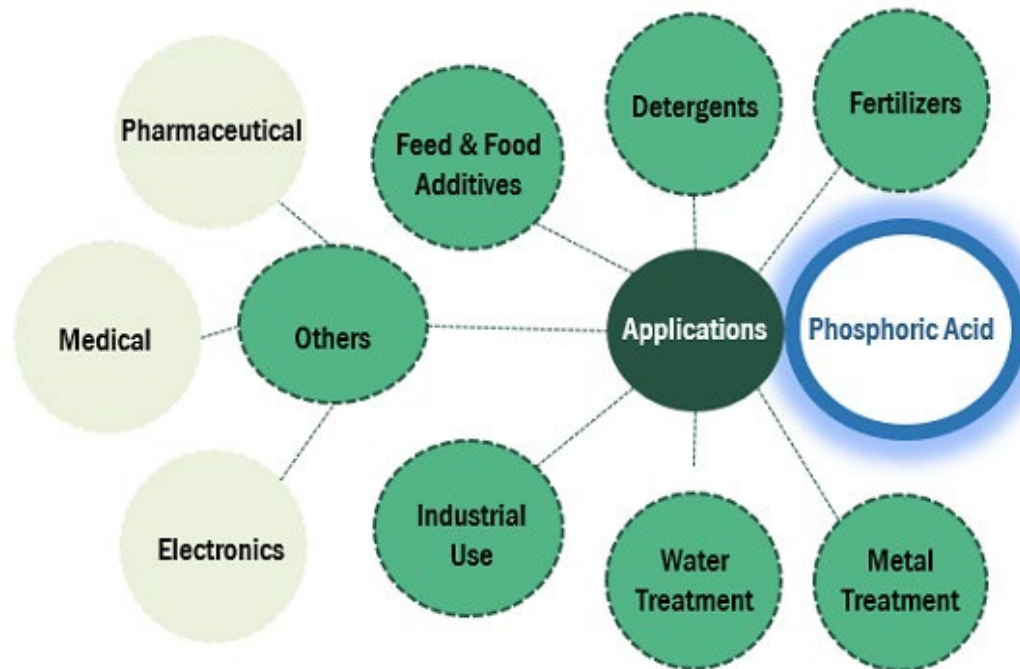 Detergents
Fertilizers
Pharmaceutical
Feed & Food
Additives
Medical
Others
Applications
Phosphoric Acid
Industrial
Use
Electronics
Water
Treatment
Metal
Treatment